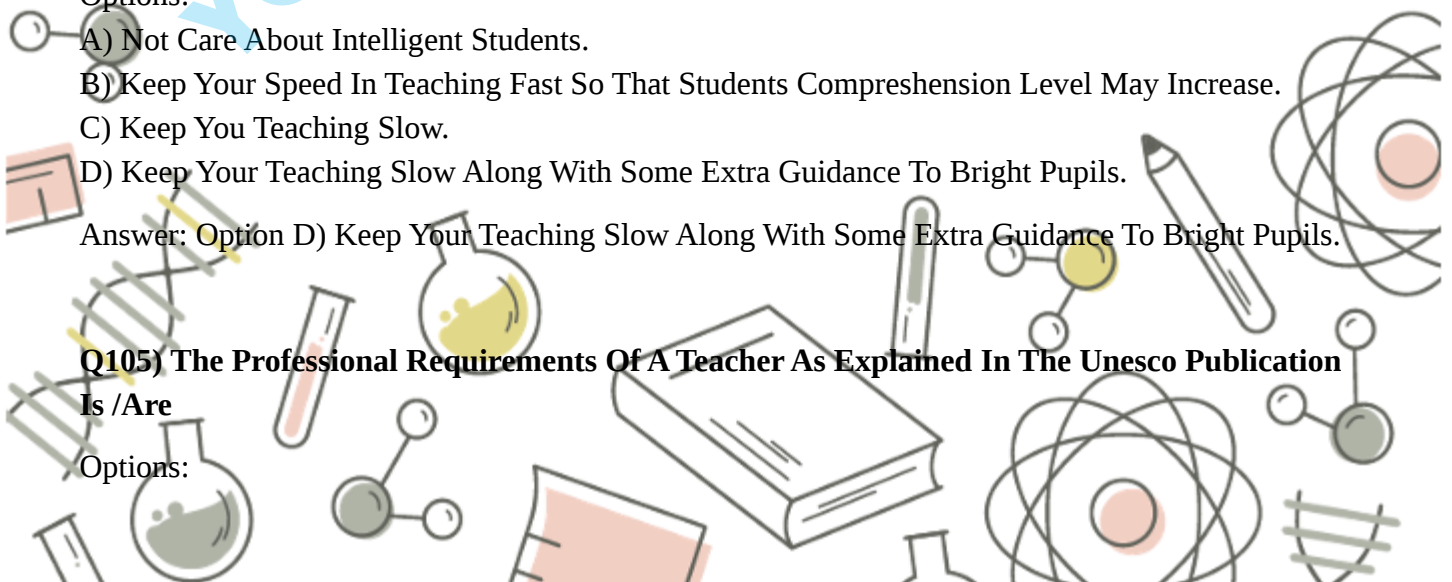 Options:
A) Not Care About Intelligent Students.
B) Keep Your Speed In Teaching Fast So That Students Compreshension Level May Increase.
C) Keep You Teaching Slow.
D) Keep Your Teaching Slow Along With Some Extra Guidance To Bright Pupils.
Answer: Option D) Keep Your Teaching Slow Along With Some Extra Guidance To Bright Pupils.
Q105) The Professional Requirements Of A Teacher As Explained In The Unesco Publication
Is /Are
Options: